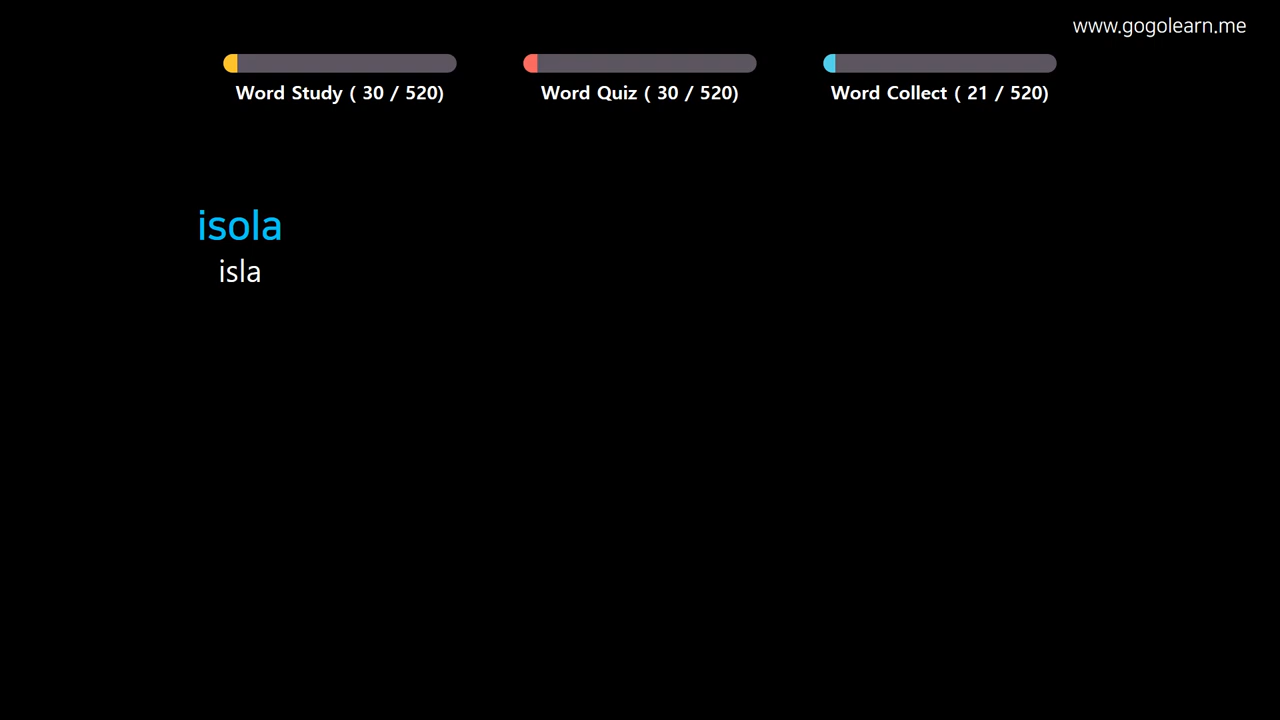 www.gogolearn.me
Word Study ( 30 / 520)
Word Quiz ( 30 / 520)
Word Collect ( 21 / 520)
isola
isla